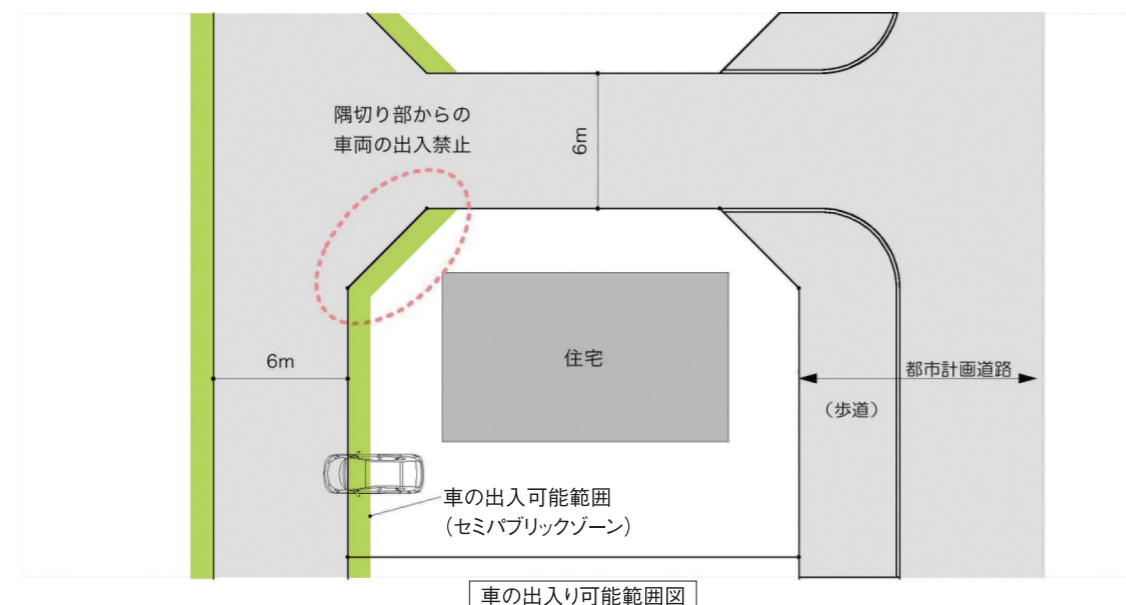 隅切り部からの
車両の出入禁止
6m
6m
住宅
都市計画道路
（歩道）
車の出入可能範囲
（セミパブリックゾーン）
車の出入り可能範囲図